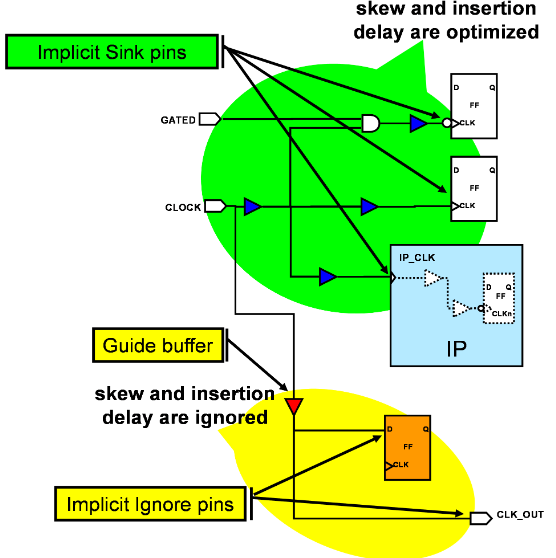 skew and insertion
delay are optimized
Implicit Sink pins
D Q
FF
CLK
GATED
D Q
FF
CLK
CLOCK
IP_CLK
D Q
FF
CLKn
IP
Guide buffer
skew and insertion
delay are ignored
D Q
FF
CLK
Implicit Ignore pins
CLK_OUT